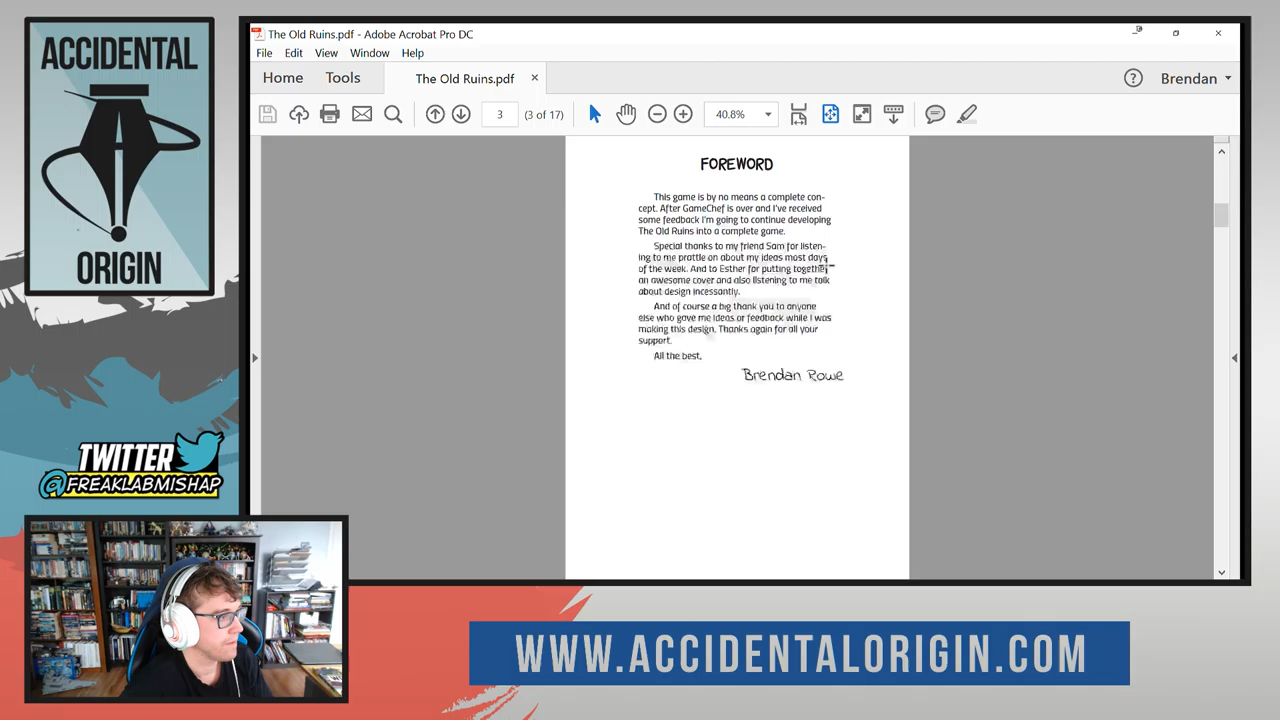 ACCIDENTAL
ORIGIN
TWITTER
@FREAKLABMISHAP
The Old Ruins.pdf - Adobe Acrobat Pro DC
File Edit View Window Help
Home Tools The Old Ruins.pdf
Brendan
3 (3 of 17) 40.8%
FOREWORD
This game is by no means a complete con-
cept. After GameChef is over and I've received
some feedback I'm going to continue developing
The Old Ruins into a complete game.
Special thanks to my friend Sam for listen-
ing to me prattle on about my ideas most days
of the week. And to Esther for putting together
an awesome cover and also listening to me talk
about design incessantly.
And of course a big thank you to anyone
else who gave me ideas or feedback while I was
making this design. Thanks again for all your
support.
All the best,
Brendan Rowe
WWW.ACCIDENTALORIGIN.COM